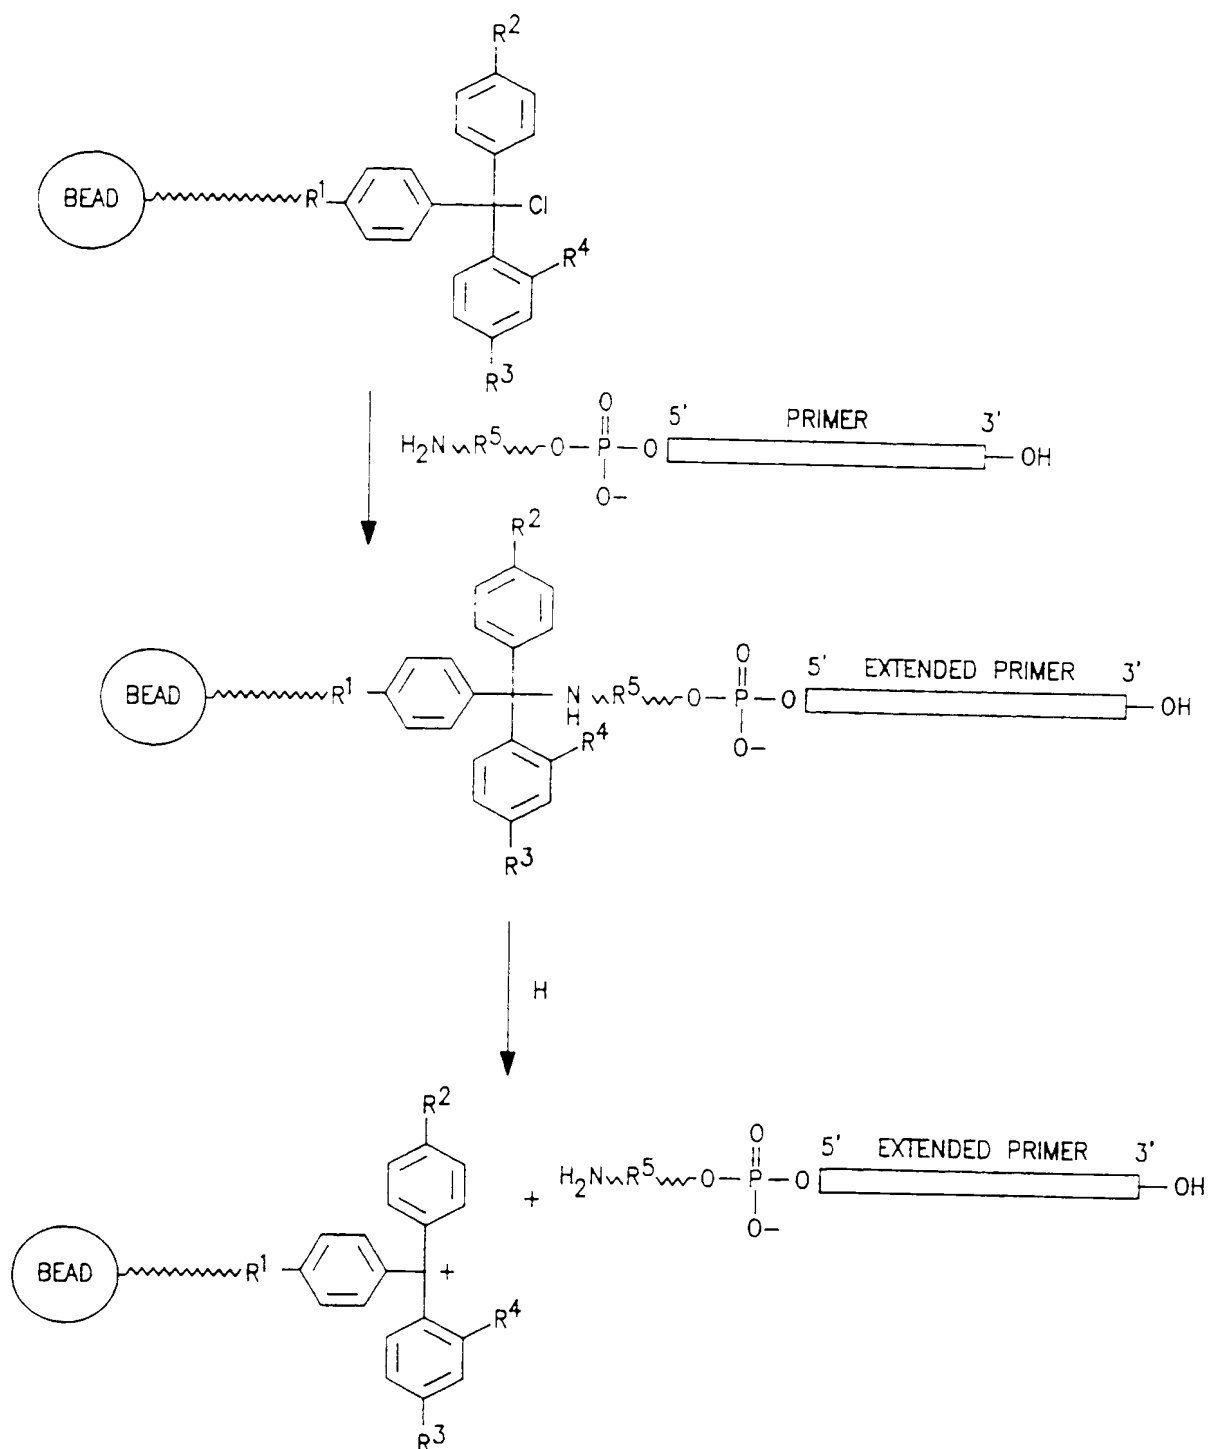 R²
BEAD
R¹
Cl
R⁴
R³
H₂N R⁵ O P O O O− 5' PRIMER 3' OH
R²
BEAD
R¹
N H R⁵ O P O O O− 5' EXTENDED PRIMER 3' OH
R⁴
R³
H
R²
+ H₂N R⁵ O P O O O− 5' EXTENDED PRIMER 3' OH
BEAD
R¹
+
R⁴
R³